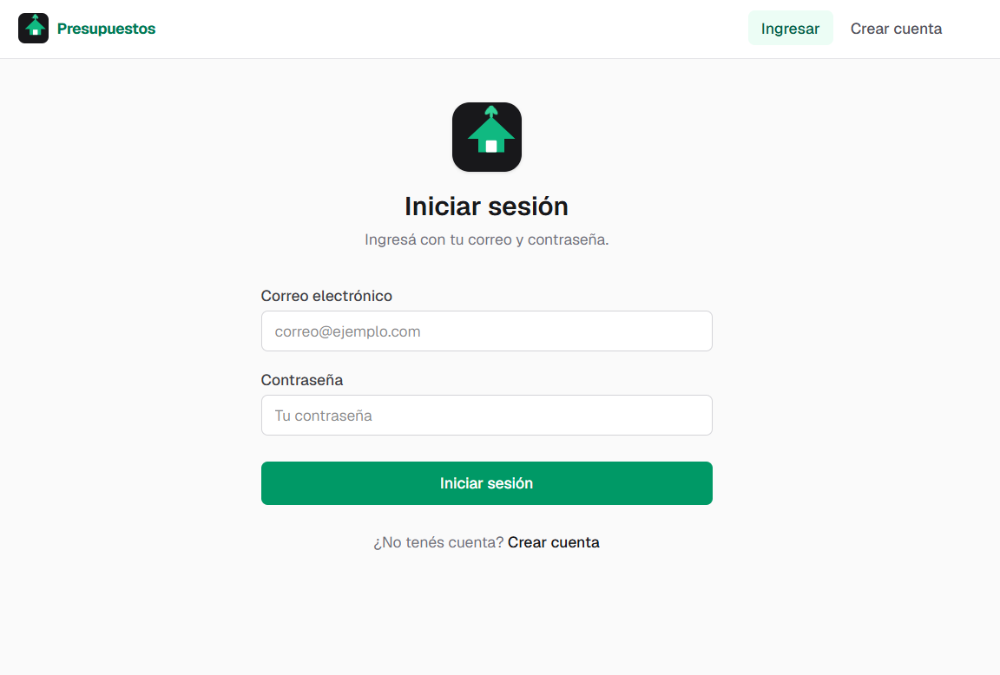 Presupuestos
Ingresar
Crear cuenta
Iniciar sesión
Ingresá con tu correo y contraseña.
Correo electrónico
correo@ejemplo.com
Contraseña
Tu contraseña
Iniciar sesión
¿No tenés cuenta? Crear cuenta